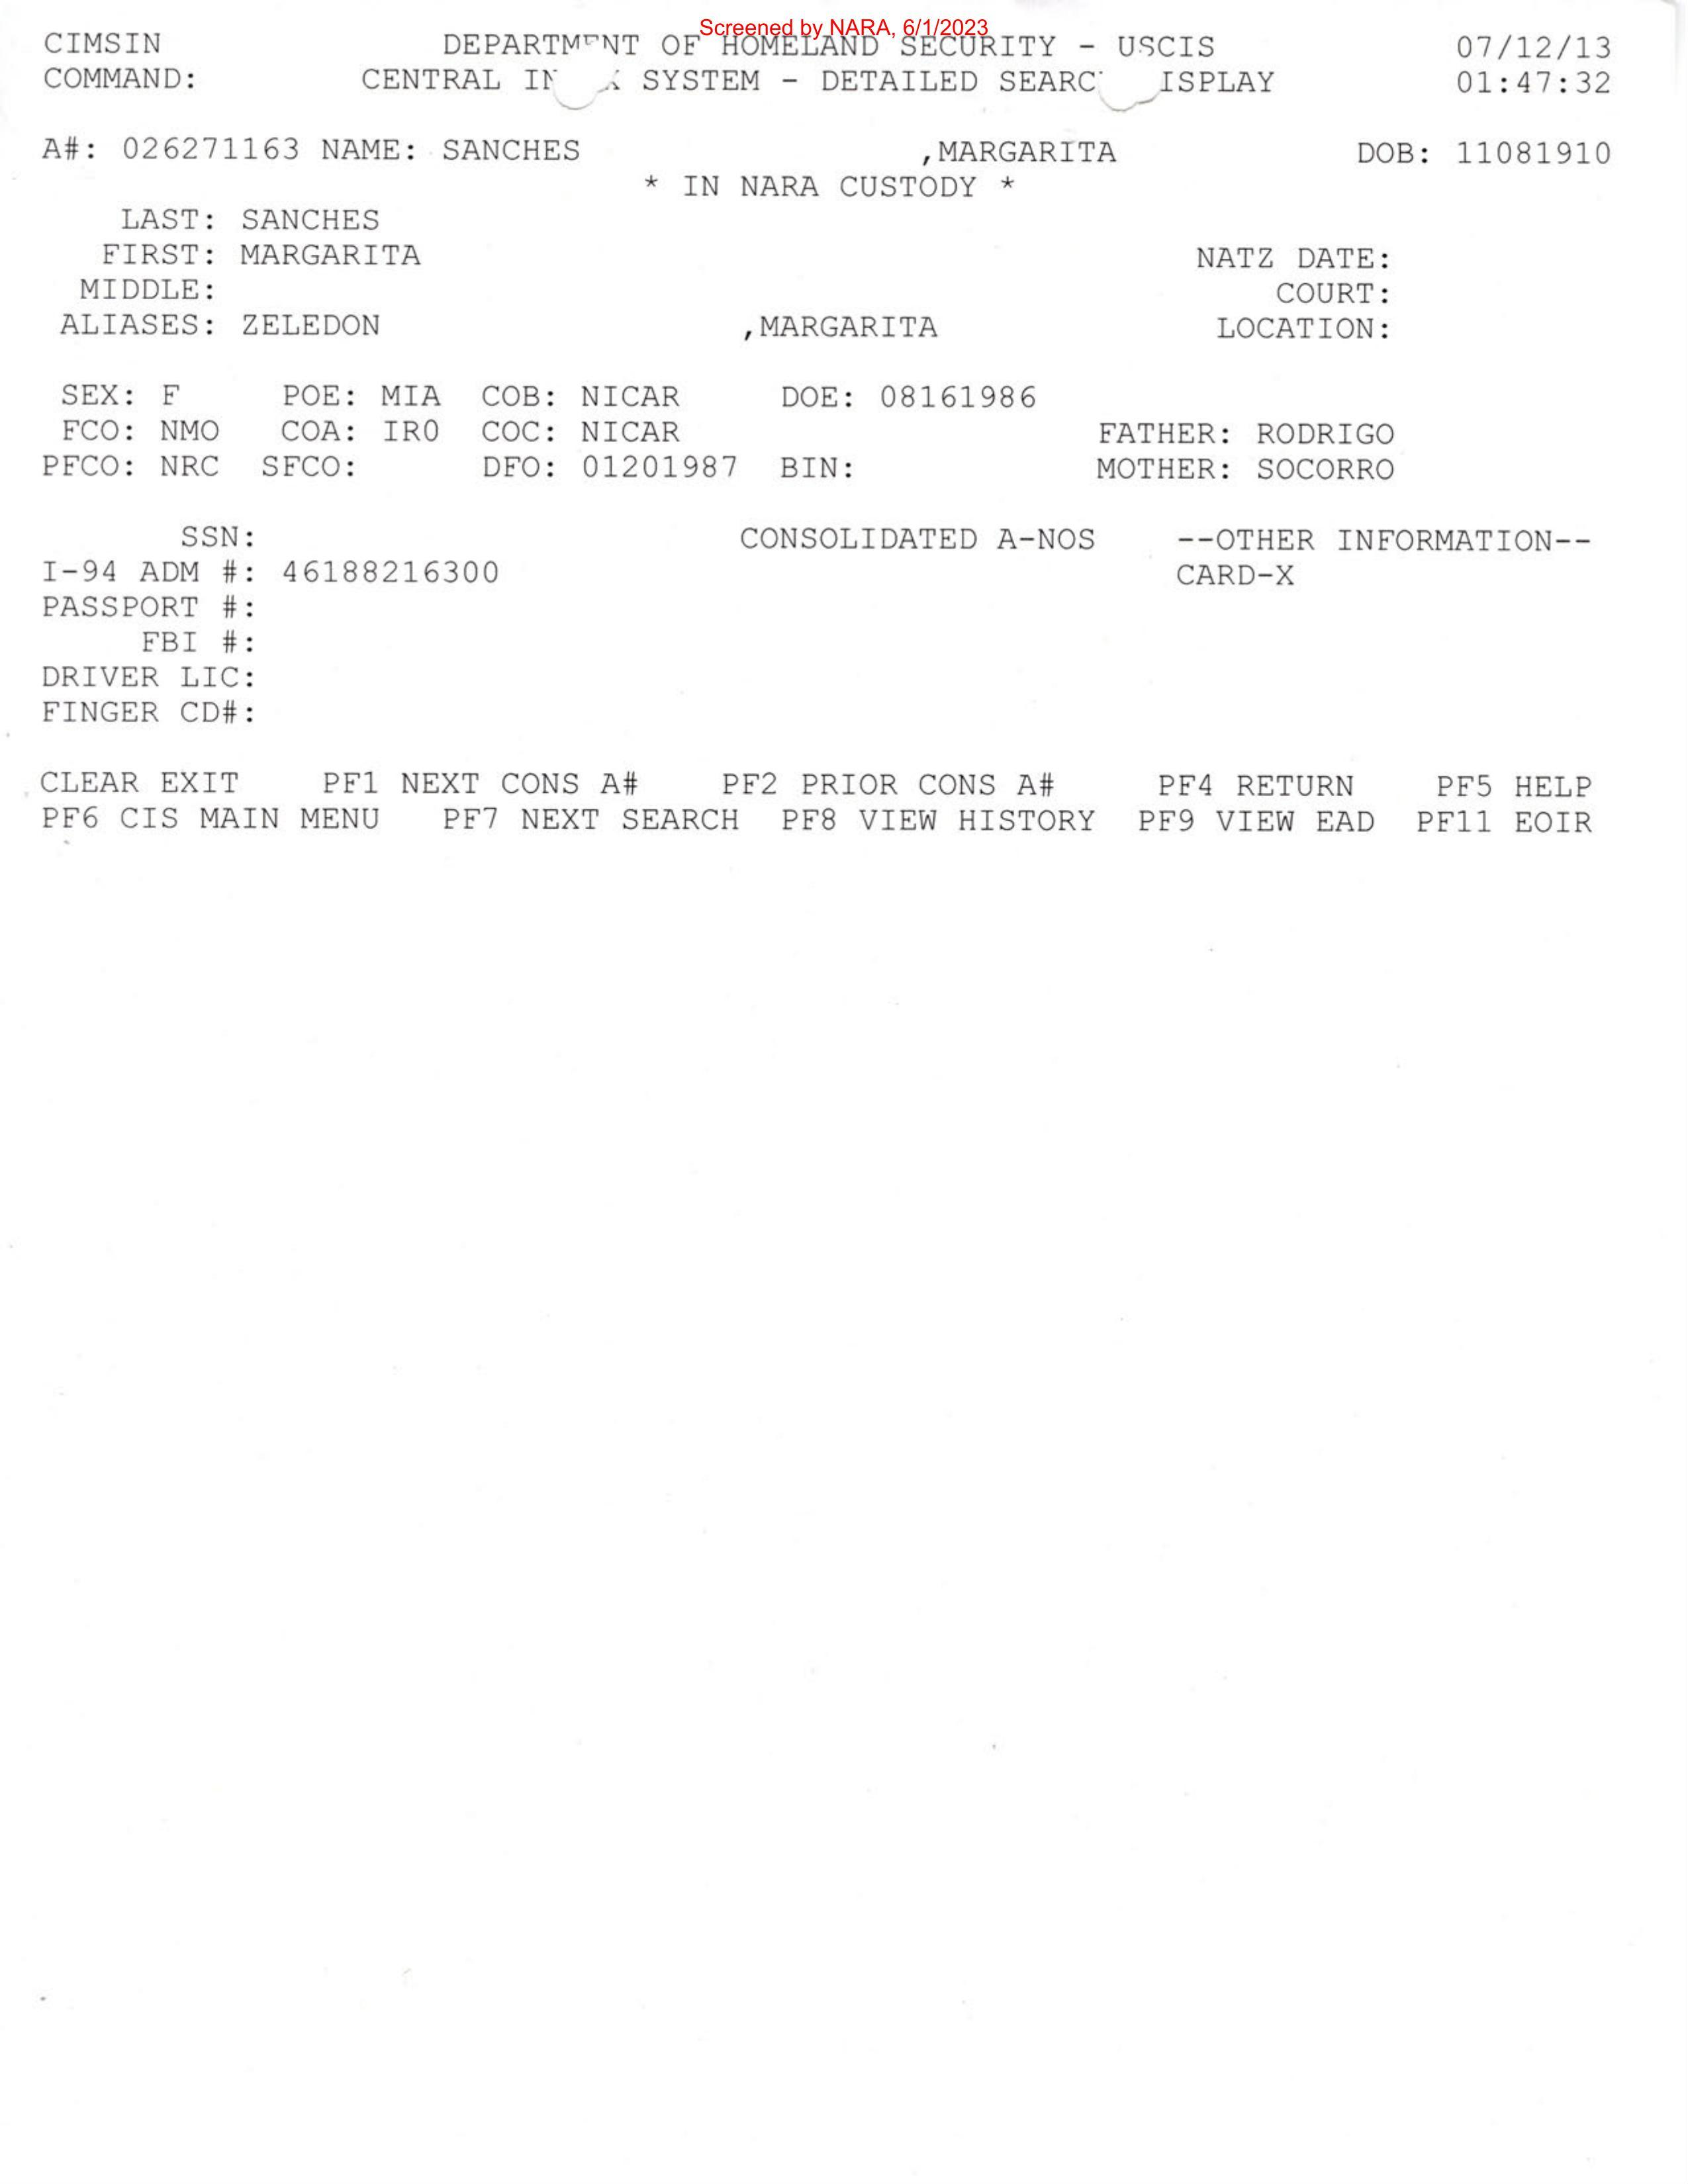 Screened by NARA, 6/1/2023
CIMSIN DEPARTMENT OF HOMELAND SECURITY - USCIS 07/12/13
COMMAND: CENTRAL SYSTEM - DETAILED 01:47:32
A#: 026271163 NAME: SANCHES ,MARGARITA DOB: 11081910
* IN NARA CUSTODY *
LAST: SANCHES
FIRST: MARGARITA NATZ DATE:
MIDDLE: COURT:
ALIASES: ZELEDON ,MARGARITA LOCATION:
SEX: F POE: MIA COB: NICAR DOE: 08161986
FCO: NMO COA: IR0 COC: NICAR FATHER: RODRIGO
PFCO: NRC SFCO: DFO: 01201987 BIN: MOTHER: SOCORRO
SSN: CONSOLIDATED A-NOS --OTHER INFORMATION--
I-94 ADM #: 46188216300 CARD-X
PASSPORT #:
FBI #:
DRIVER LIC:
FINGER CD#:
CLEAR EXIT PF1 NEXT CONS A# PF2 PRIOR CONS A# PF4 RETURN PF5 HELP
PF6 CIS MAIN MENU PF7 NEXT SEARCH PF8 VIEW HISTORY PF9 VIEW EAD PF11 EOIR